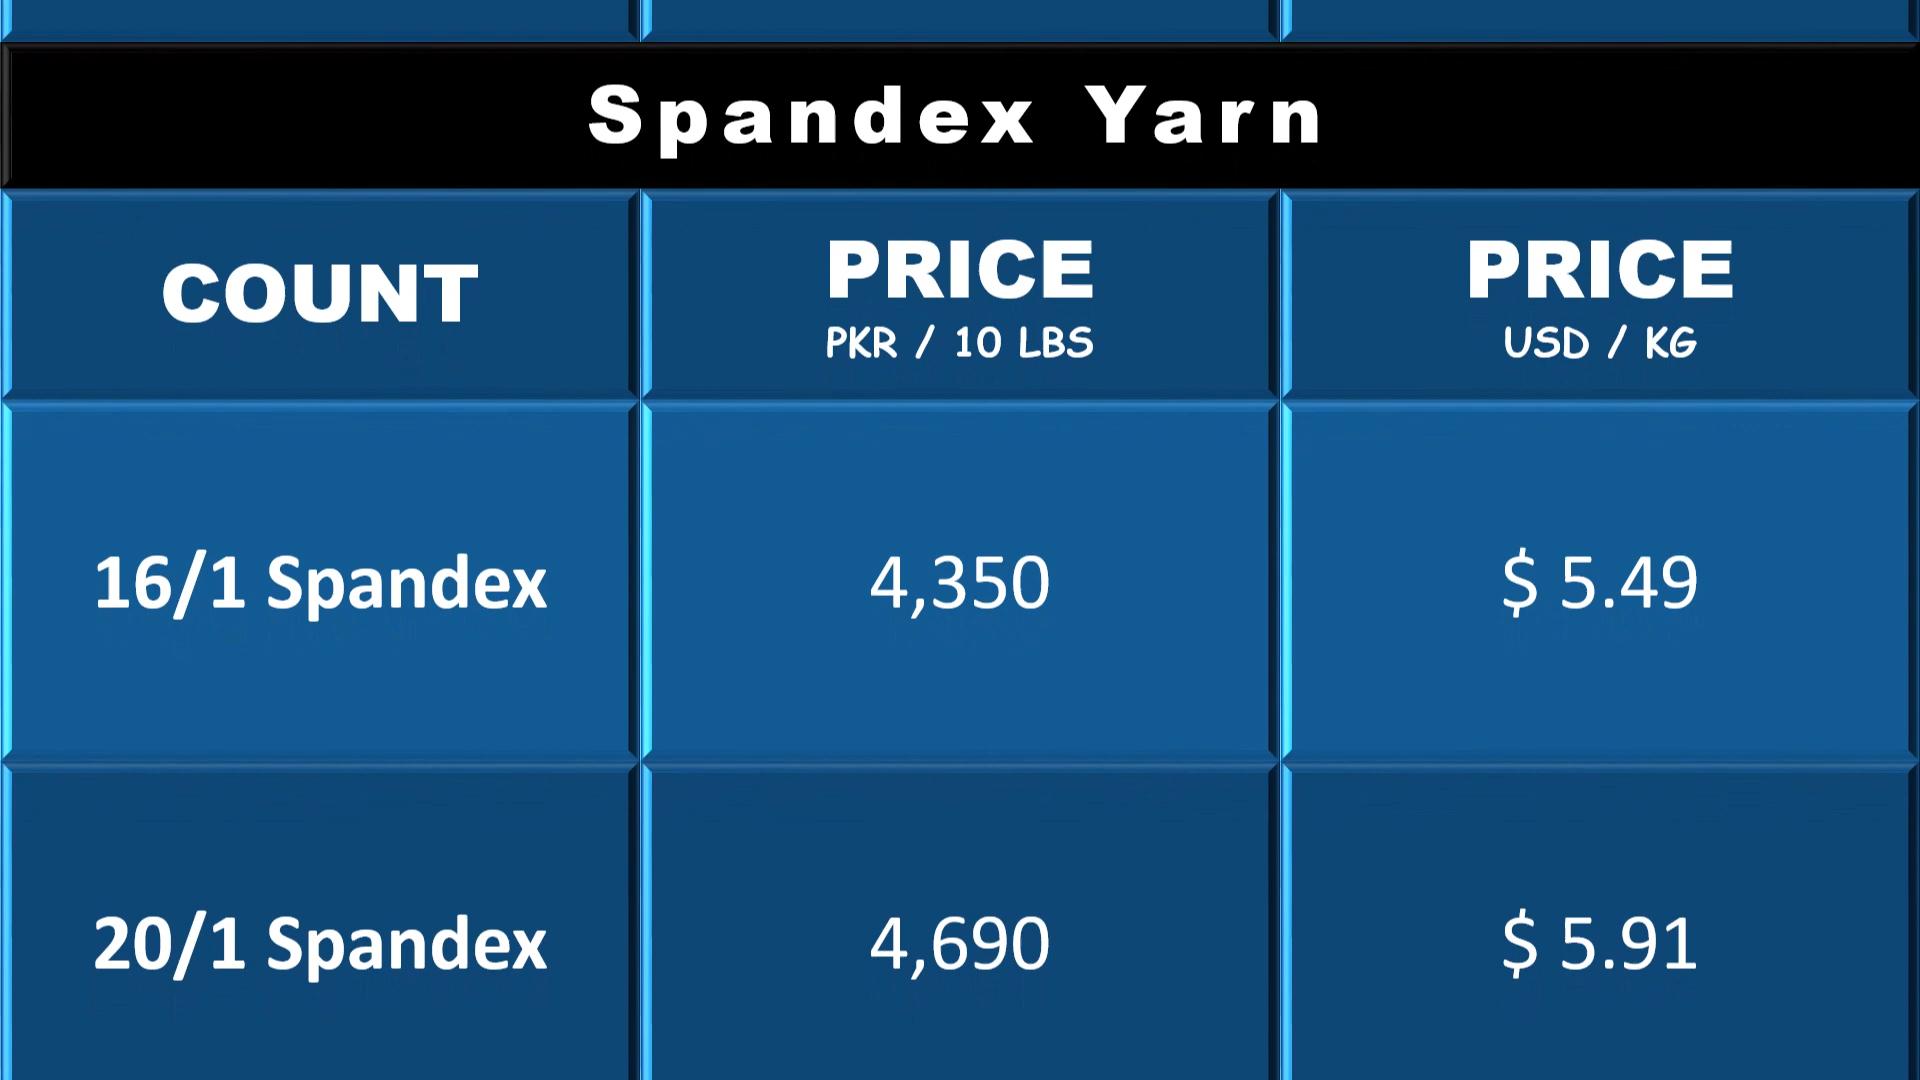 Spandex Yarn
COUNT
PRICE
PKR / 10 LBS
PRICE
USD / KG
16/1 Spandex
4,350
$ 5.49
20/1 Spandex
4,690
$ 5.91